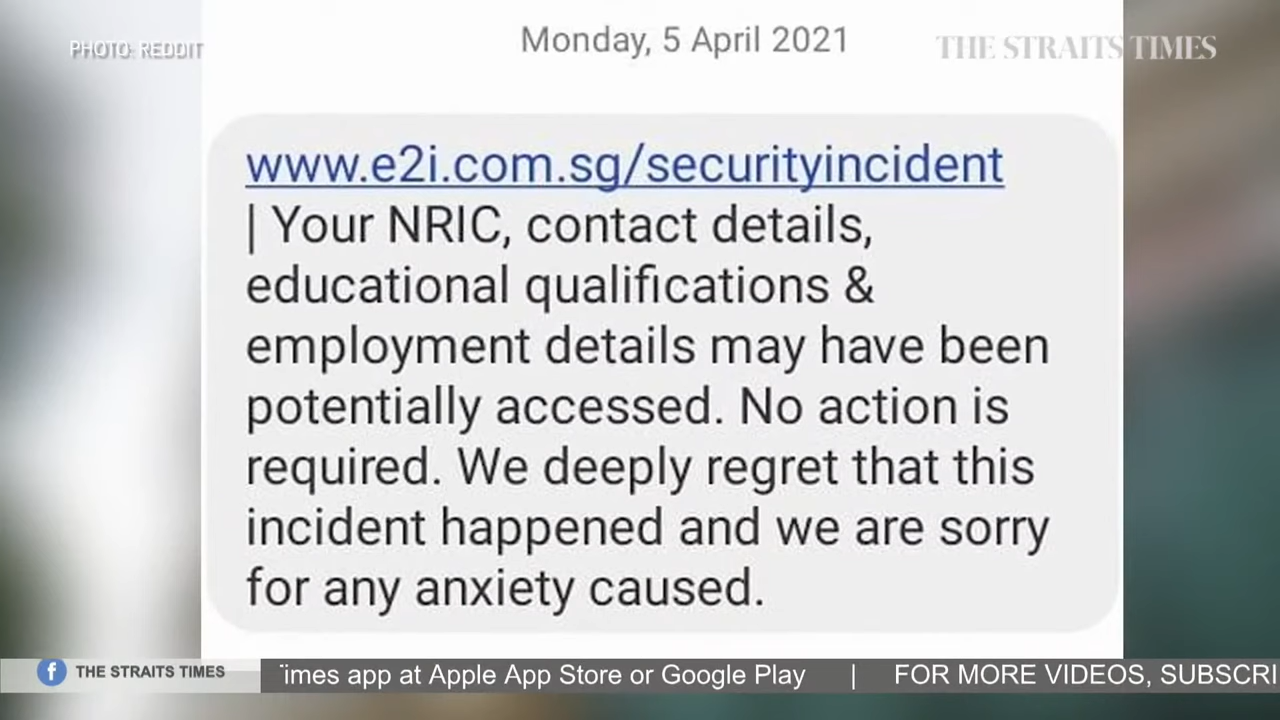 PHOTO: REDDIT
Monday, 5 April 2021
THE STRAITS TIMES
www.e2i.com.sg/securityincident
| Your NRIC, contact details,
educational qualifications &
employment details may have been
potentially accessed. No action is
required. We deeply regret that this
incident happened and we are sorry
for any anxiety caused.
f THE STRAITS TIMES
imes app at Apple App Store or Google Play | FOR MORE VIDEOS, SUBSCRI